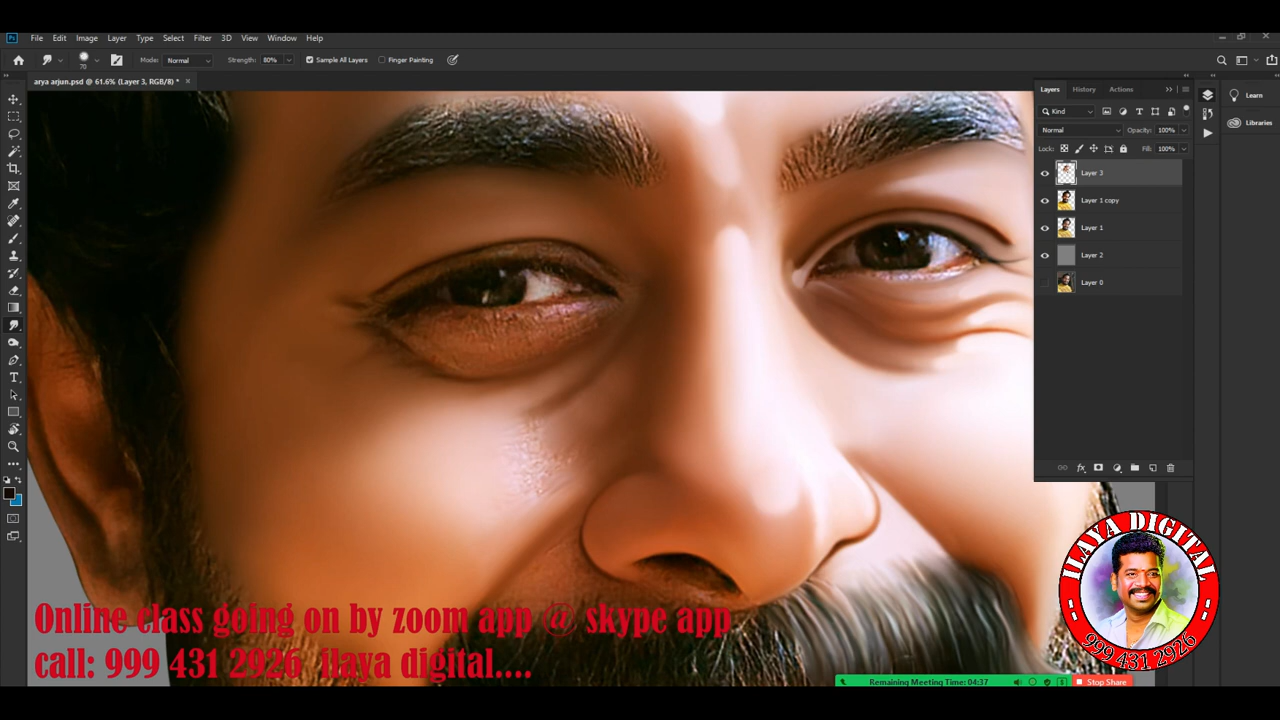 Ps File Edit Image Layer Type Select Filter 3D View Window Help
70 Mode: Normal Strength: 80% Sample All Layers Finger Painting
arya arjun.psd @ 61.6% (Layer 3, RGB/8) * ×
Layers History Actions
Learn
Libraries
Kind
Normal Opacity: 100%
Lock: Fill: 100%
Layer 3
Layer 1 copy
Layer 1
Layer 2
Layer 0
fx
ILAYA DIGITAL
999 431 2926
Online class going on by zoom app @ skype app
call: 999 431 2926 ilaya digital....
Remaining Meeting Time: 04:37 Stop Share